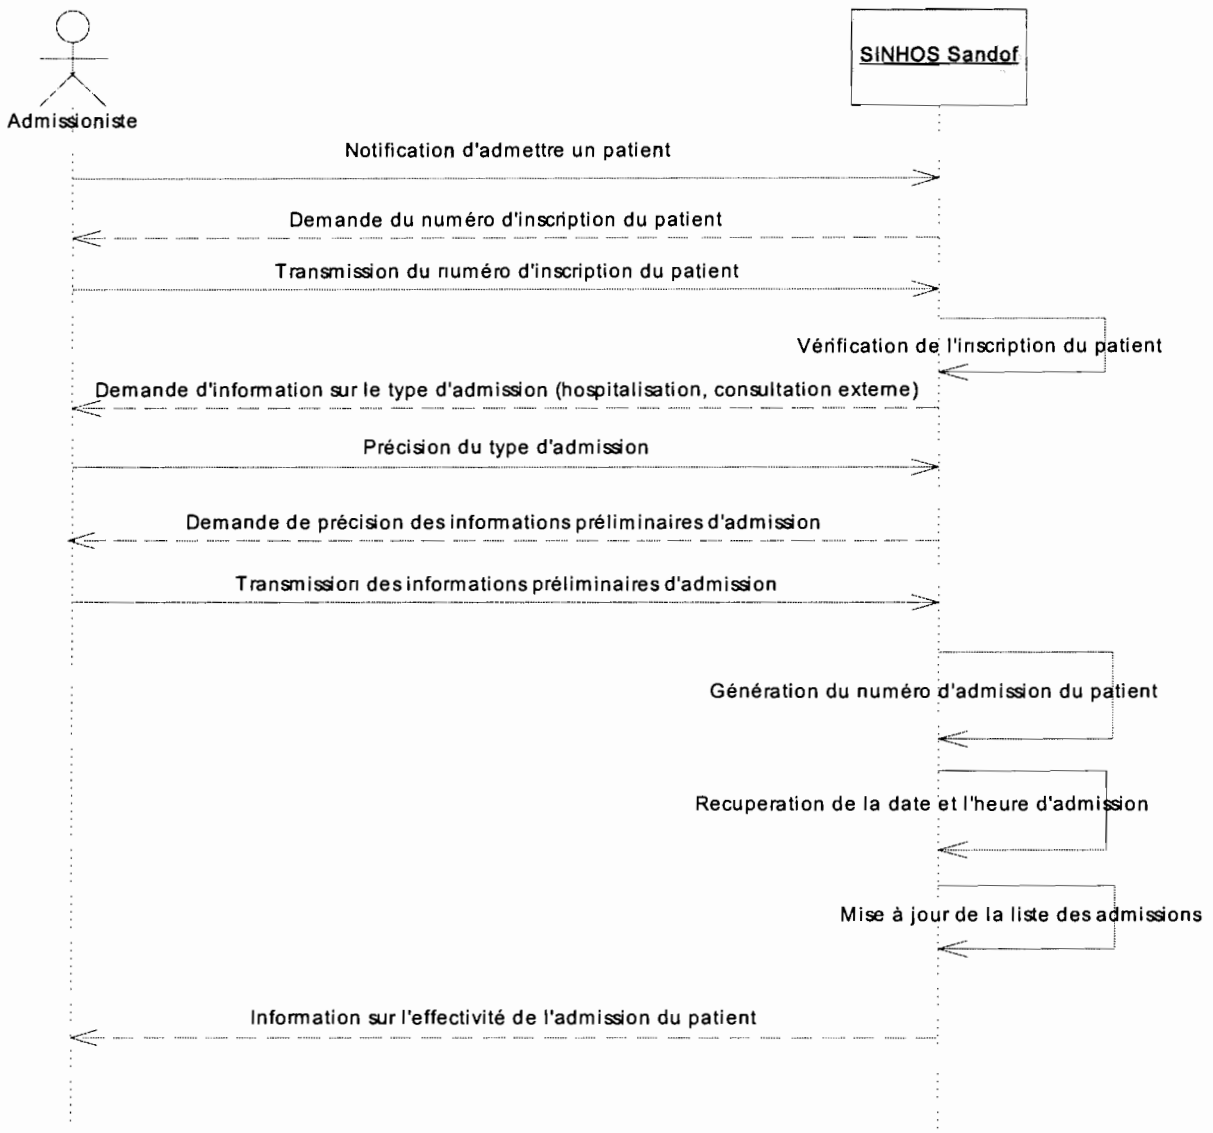 SINHOS Sandof
Admissioniste
Notification d'admettre un patient
Demande du numéro d'inscription du patient
Transmission du numéro d'inscription du patient
Vérification de l'inscription du patient
Demande d'information sur le type d'admission (hospitalisation, consultation externe)
Précision du type d'admission
Demande de précision des informations préliminaires d'admission
Transmission des informations préliminaires d'admission
Génération du numéro d'admission du patient
Recuperation de la date et l'heure d'admission
Mise à jour de la liste des admissions
Information sur l'effectivité de l'admission du patient